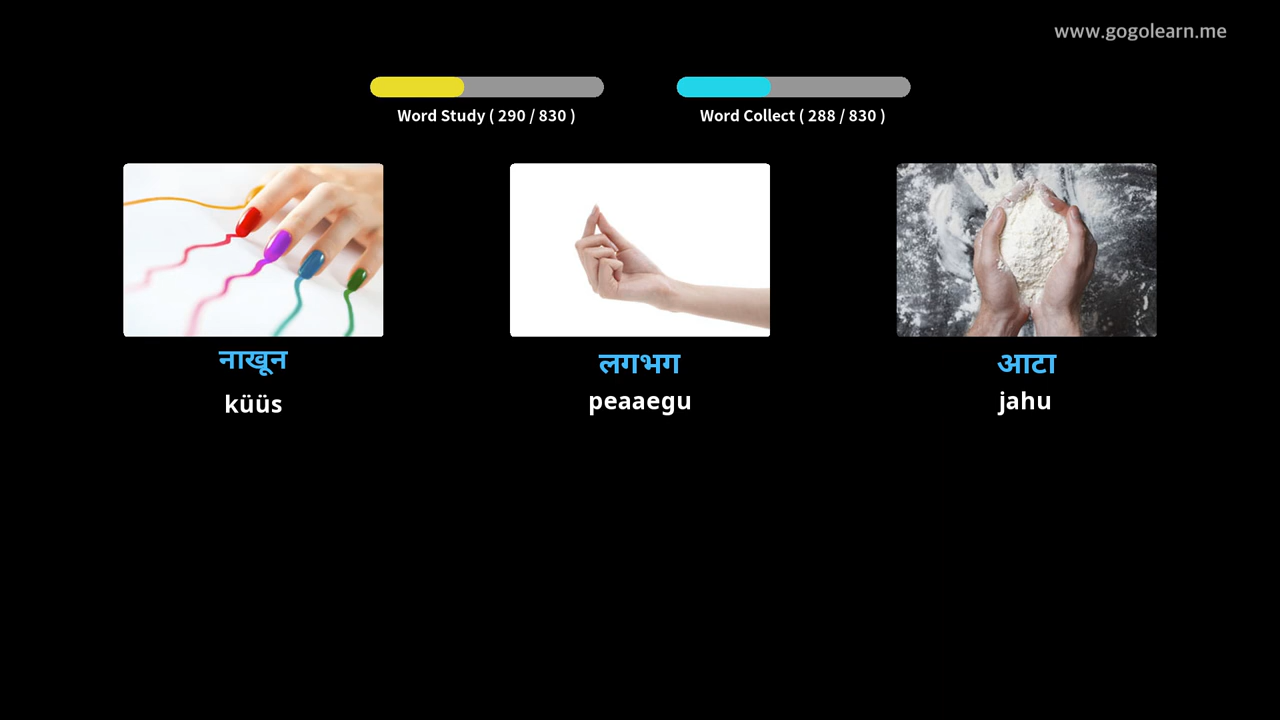 www.gogolearn.me
Word Study ( 290 / 830 )
Word Collect ( 288 / 830 )
नाखून
küüs
लगभग
peaaegu
आटा
jahu